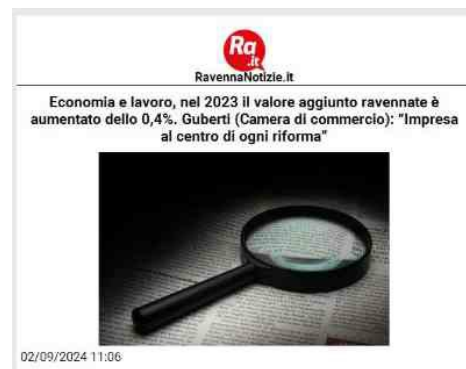 Ra
.it
RavennaNotizie.it
Economia e lavoro, nel 2023 il valore aggiunto ravennate è
aumentato dello 0,4%. Guberti (Camera di commercio): "Impresa
al centro di ogni riforma"
02/09/2024 11:06